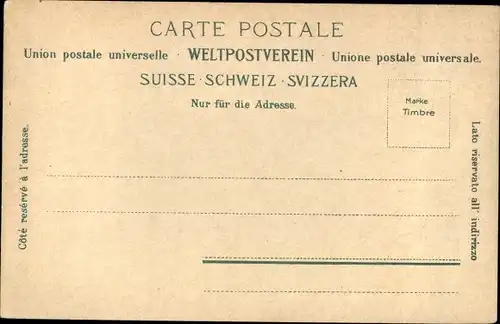 CARTE POSTALE
Union postale universelle · WELTPOSTVEREIN · Unione postale universale.
SUISSE · SCHWEIZ · SVIZZERA
Nur für die Adresse.
Marke
Timbre
Côté resérvé à l'adresse.
Lato riservato all' indirizzo